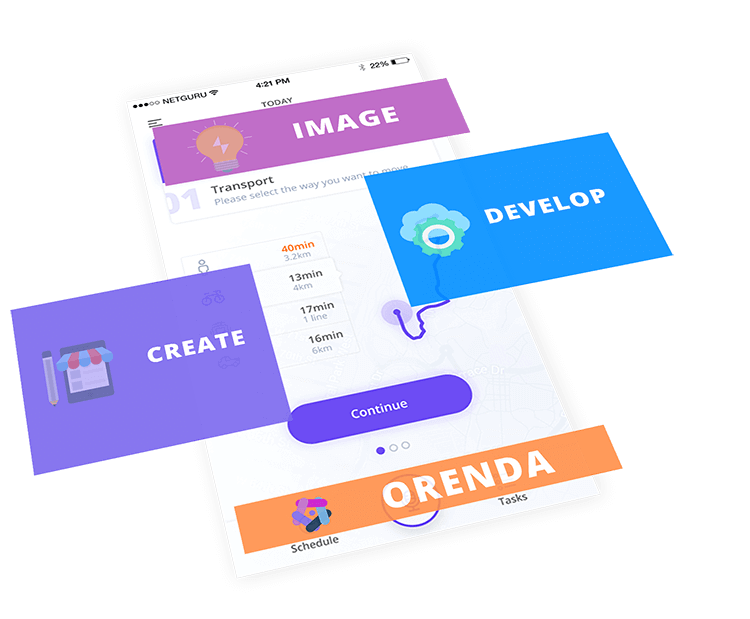 NETGURU 4:21 PM 22%
TODAY
IMAGE
01 Transport
Please select the way you want to move
DEVELOP
40min
3.2km
13min
4km
17min
1 line
16min
6km
CREATE
Continue
ORENDA
Schedule
Tasks